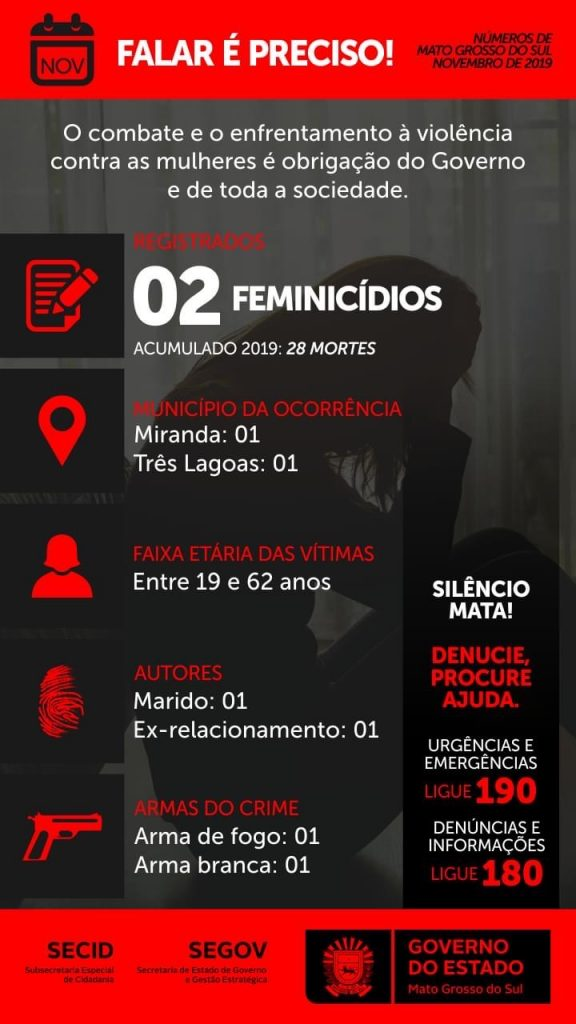 NOV
FALAR É PRECISO!
NÚMEROS DE
MATO GROSSO DO SUL
NOVEMBRO DE 2019
O combate e o enfrentamento à violência
contra as mulheres é obrigação do Governo
e de toda a sociedade.
REGISTRADOS
02 FEMINICÍDIOS
ACUMULADO 2019: 28 MORTES
MUNICÍPIO DA OCORRÊNCIA
Miranda: 01
Três Lagoas: 01
FAIXA ETÁRIA DAS VÍTIMAS
Entre 19 e 62 anos
AUTORES
Marido: 01
Ex-relacionamento: 01
ARMAS DO CRIME
Arma de fogo: 01
Arma branca: 01
SILÊNCIO
MATA!
DENUCIE,
PROCURE
AJUDA.
URGÊNCIAS E
EMERGÊNCIAS
LIGUE 190
DENÚNCIAS E
INFORMAÇÕES
LIGUE 180
SECID
Subsecretaria Especial
de Cidadania
SEGOV
Secretaria de Estado de Governo
e Gestão Estratégica
GOVERNO
DO ESTADO
Mato Grosso do Sul